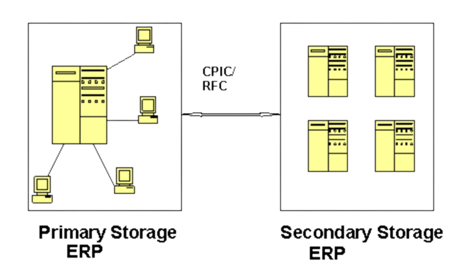 CPIC/
RFC
Primary Storage
ERP
Secondary Storage
ERP